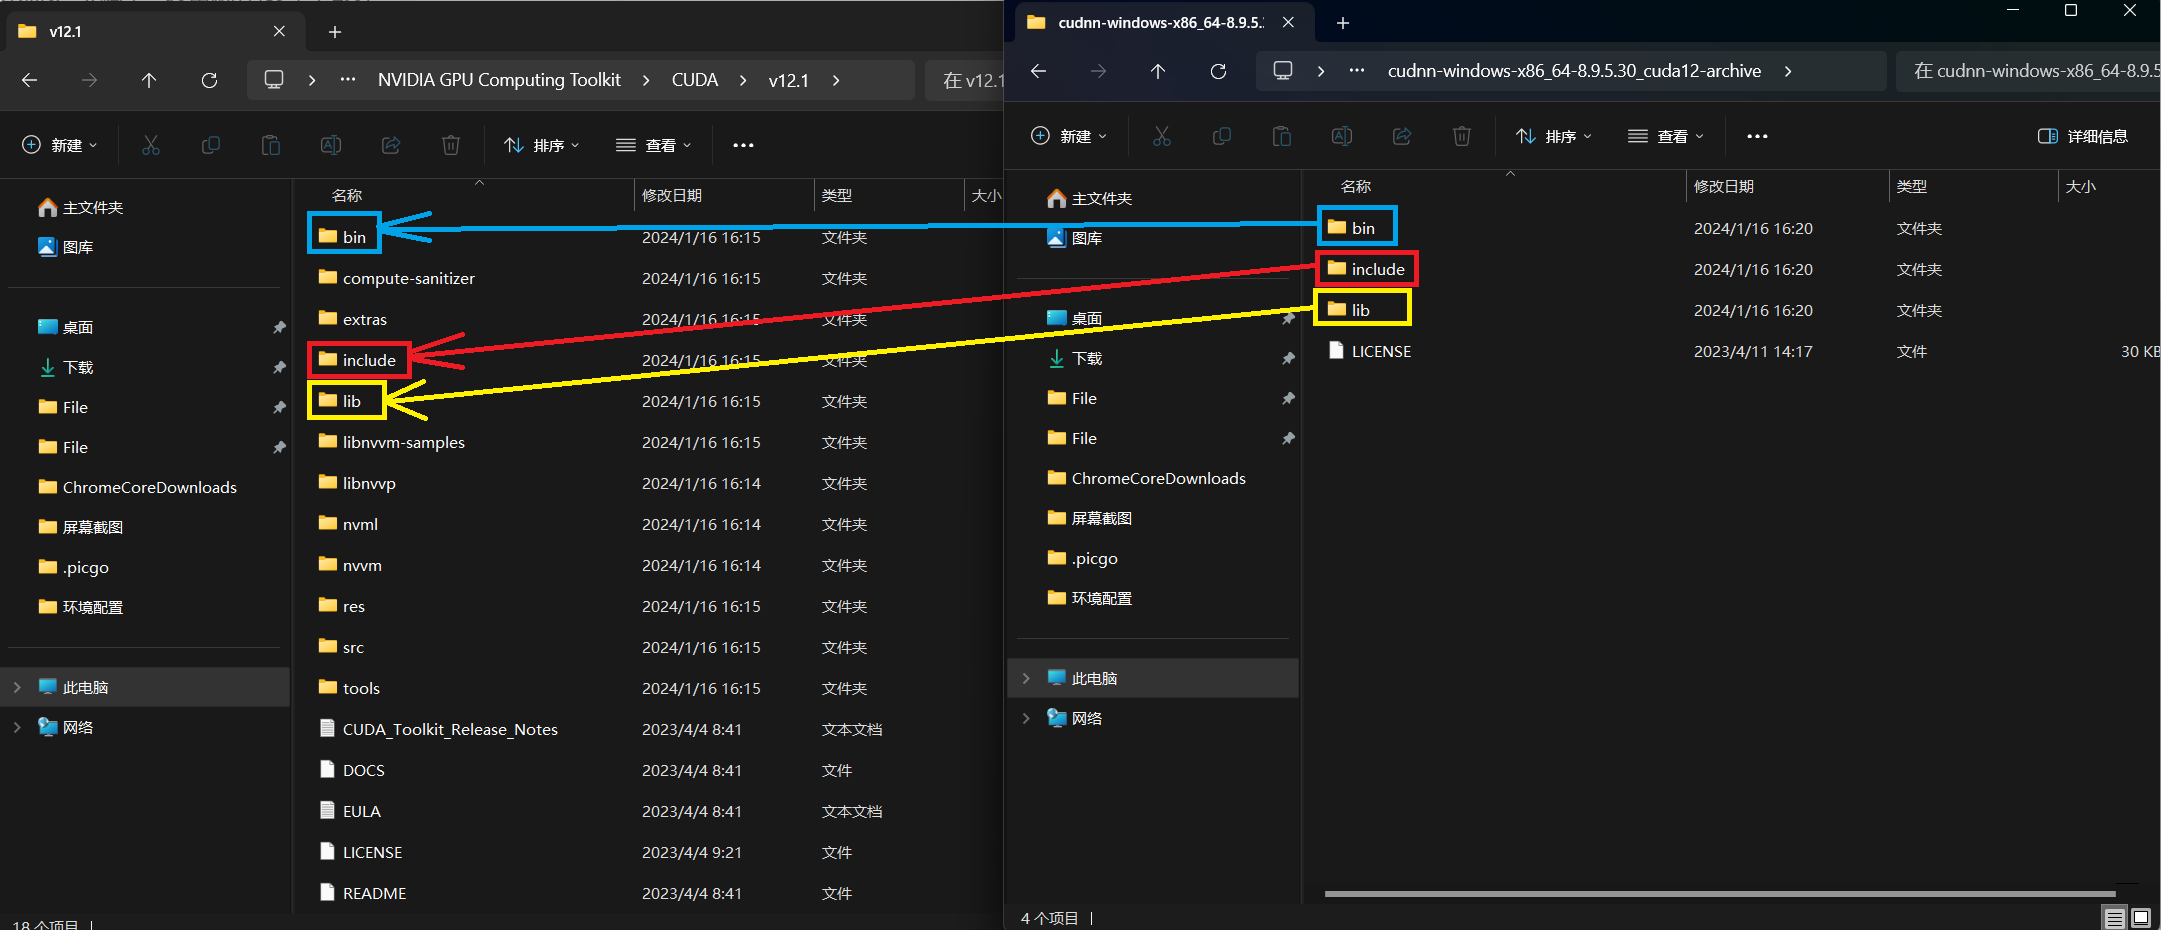 v12.1
NVIDIA GPU Computing Toolkit > CUDA > v12.1 >
在 v12.1
新建
排序
查看
主文件夹
图库
桌面
下载
File
File
ChromeCoreDownloads
屏幕截图
.picgo
环境配置
此电脑
网络
名称 修改日期 类型 大小
bin 2024/1/16 16:15 文件夹
compute-sanitizer 2024/1/16 16:15 文件夹
extras 2024/1/16 16:15 文件夹
include 2024/1/16 16:15 文件夹
lib 2024/1/16 16:15 文件夹
libnvvm-samples 2024/1/16 16:15 文件夹
libnvvp 2024/1/16 16:14 文件夹
nvml 2024/1/16 16:14 文件夹
nvvm 2024/1/16 16:14 文件夹
res 2024/1/16 16:15 文件夹
src 2024/1/16 16:15 文件夹
tools 2024/1/16 16:15 文件夹
CUDA_Toolkit_Release_Notes 2023/4/4 8:41 文本文档
DOCS 2023/4/4 8:41 文件
EULA 2023/4/4 8:41 文本文档
LICENSE 2023/4/4 9:21 文件
README 2023/4/4 8:41 文件
18 个项目
cudnn-windows-x86_64-8.9.5.3
cudnn-windows-x86_64-8.9.5.30_cuda12-archive >
在 cudnn-windows-x86_64-8.9.5
新建
排序
查看
详细信息
主文件夹
图库
桌面
下载
File
File
ChromeCoreDownloads
屏幕截图
.picgo
环境配置
此电脑
网络
名称 修改日期 类型 大小
bin 2024/1/16 16:20 文件夹
include 2024/1/16 16:20 文件夹
lib 2024/1/16 16:20 文件夹
LICENSE 2023/4/11 14:17 文件 30 KB
4 个项目